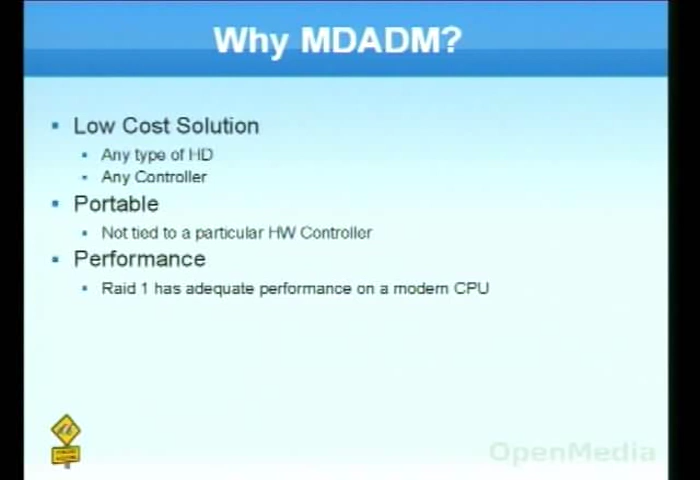 Why MDADM?
Low Cost Solution
Any type of HD
Any Controller
Portable
Not tied to a particular HW Controller
Performance
Raid 1 has adequate performance on a modern CPU
OpenMedia